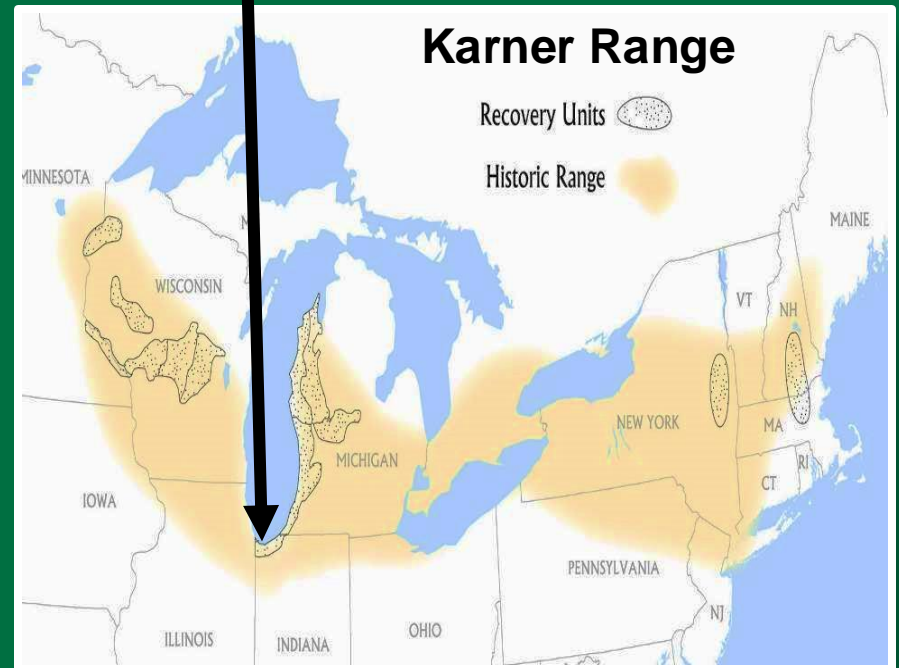 Karner Range
Recovery Units
Historic Range
MINNESOTA
M
MAINE
WISCONSIN
VT
NH
NEW YORK
MA
MICHIGAN
RI
CT
IOWA
PENNSYLVANIA
NJ
OHIO
ILLINOIS
INDIANA